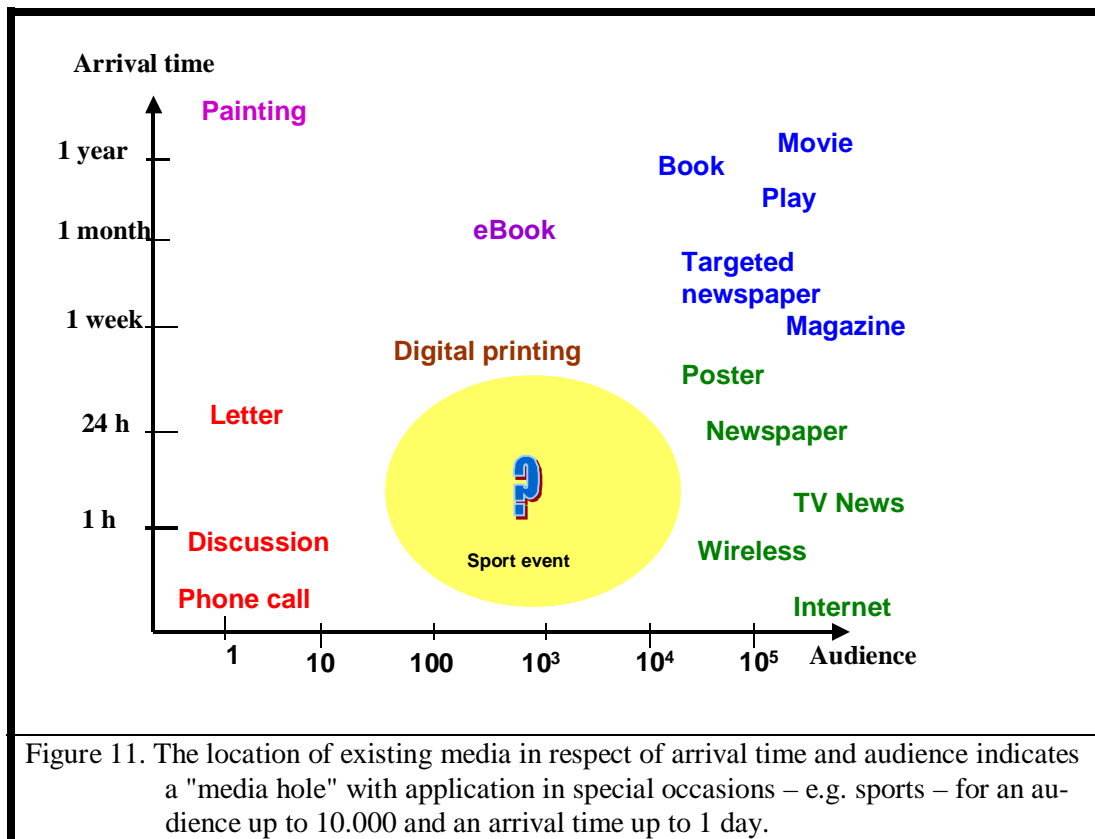 Arrival time
Painting
1 year
Movie
Book
Play
1 month
eBook
Targeted
newspaper
1 week
Magazine
Digital printing
Poster
Letter
24 h
Newspaper
?
TV News
1 h
Discussion
Wireless
Sport event
Phone call
Internet
1 10 100 10³ 10⁴ 10⁵ Audience
Figure 11. The location of existing media in respect of arrival time and audience indicates
a "media hole" with application in special occasions – e.g. sports – for an au-
dience up to 10.000 and an arrival time up to 1 day.